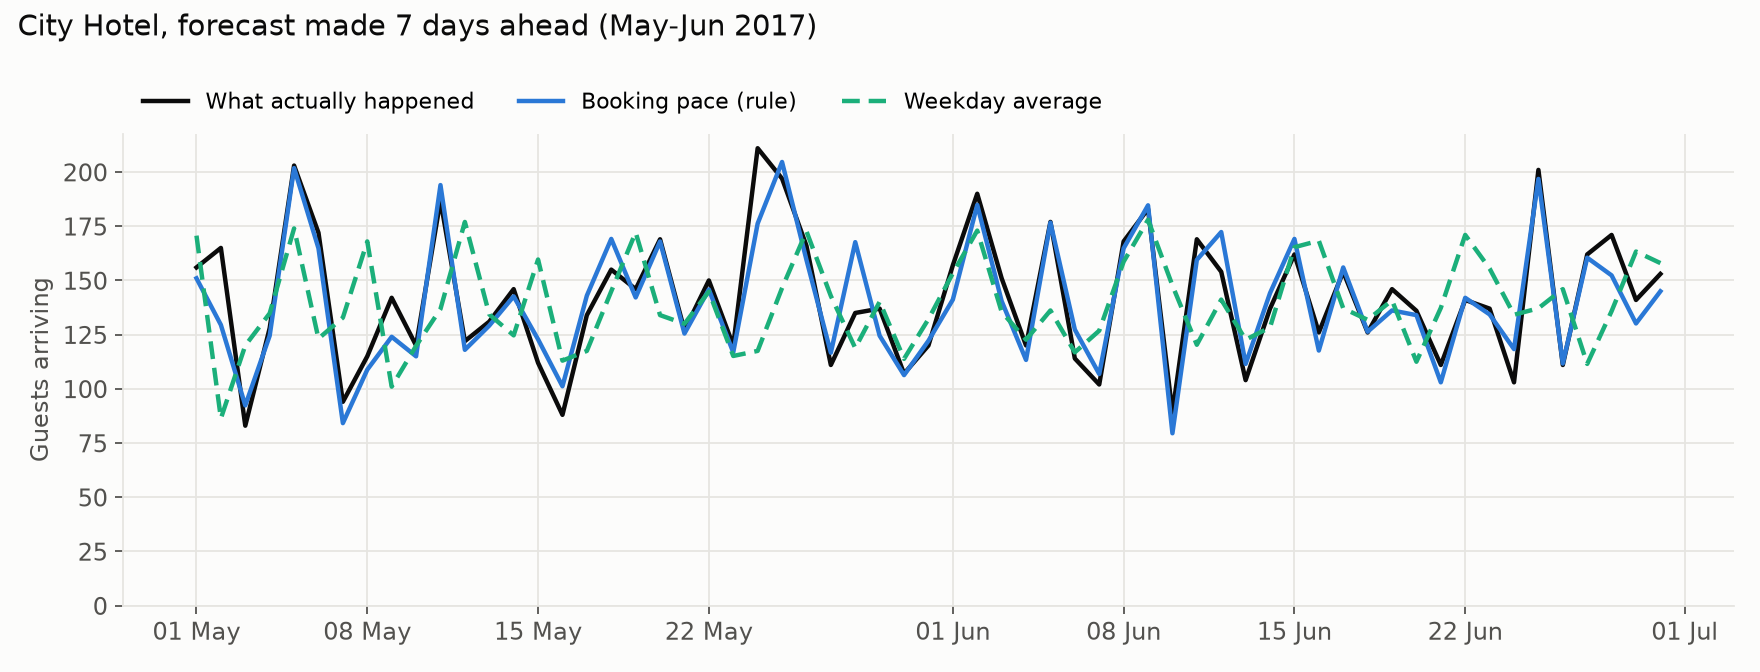 City Hotel, forecast made 7 days ahead (May-Jun 2017)
What actually happened
Booking pace (rule)
Weekday average
Guests arriving
200
175
150
125
100
75
50
25
0
01 May
08 May
15 May
22 May
01 Jun
08 Jun
15 Jun
22 Jun
01 Jul